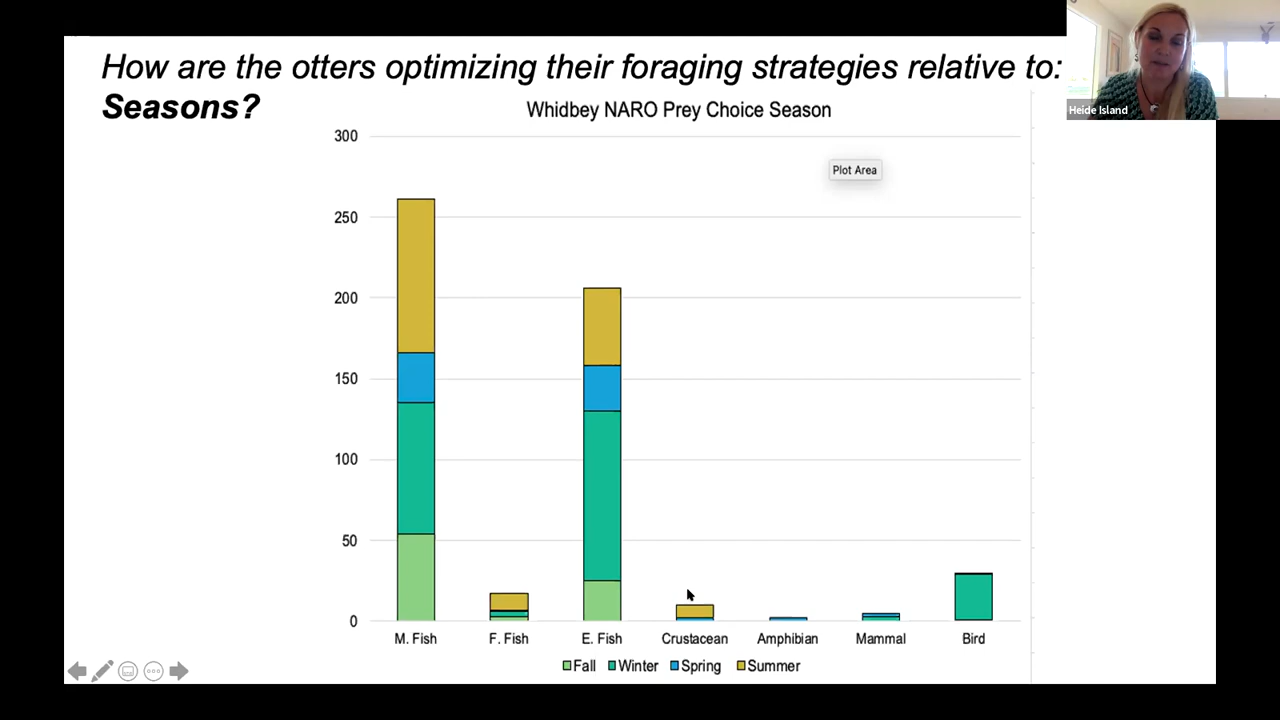 How are the otters optimizing their foraging strategies relative to:
Seasons?
Heide Island
Whidbey NARO Prey Choice Season
Plot Area
300
250
200
150
100
50
0
M. Fish F. Fish E. Fish Crustacean Amphibian Mammal Bird
Fall Winter Spring Summer